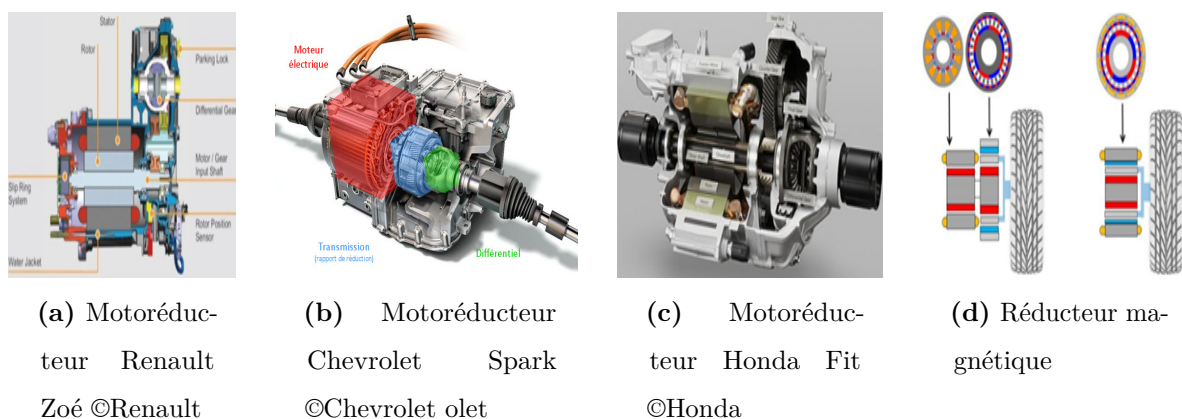 Stator
Rotor
Parking Lock
Differential Gear
Motor / Gear
Input Shaft
Slip Ring
System
Rotor Position
Sensor
Water Jacket
Moteur
électrique
Transmission
(rapport de réduction)
Différentiel
(a) Motoréduc-
teur Renault
Zoé ©Renault
(b) Motoréducteur
Chevrolet Spark
©Chevrolet olet
(c) Motoréduc-
teur Honda Fit
©Honda
(d) Réducteur ma-
gnétique